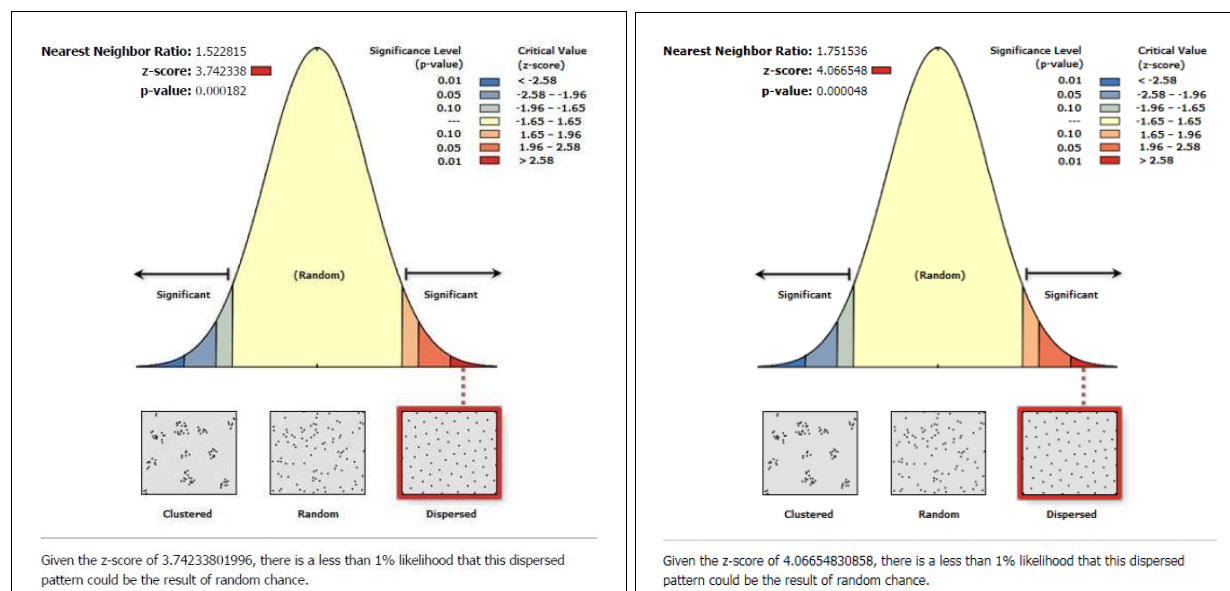 Nearest Neighbor Ratio: 1.522815
z-score: 3.742338
p-value: 0.000182
Significance Level (p-value)
Critical Value (z-score)
0.01 < -2.58
0.05 -2.58 – -1.96
0.10 -1.96 – -1.65
--- -1.65 – 1.65
0.10 1.65 – 1.96
0.05 1.96 – 2.58
0.01 > 2.58
(Random)
Significant
Significant
Clustered
Random
Dispersed
Given the z-score of 3.74233801996, there is a less than 1% likelihood that this dispersed
pattern could be the result of random chance.
Nearest Neighbor Ratio: 1.751536
z-score: 4.066548
p-value: 0.000048
Significance Level (p-value)
Critical Value (z-score)
0.01 < -2.58
0.05 -2.58 – -1.96
0.10 -1.96 – -1.65
--- -1.65 – 1.65
0.10 1.65 – 1.96
0.05 1.96 – 2.58
0.01 > 2.58
(Random)
Significant
Significant
Clustered
Random
Dispersed
Given the z-score of 4.06654830858, there is a less than 1% likelihood that this dispersed
pattern could be the result of random chance.